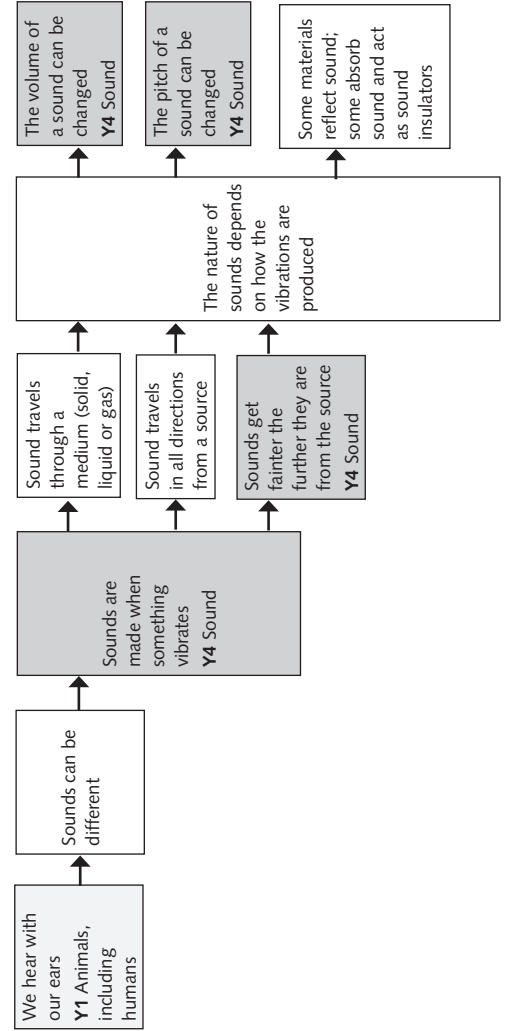 We hear with
our ears
Y1 Animals,
including
humans
Sounds can be
different
Sounds are
made when
something
vibrates
Y4 Sound
Sound travels
through a
medium (solid,
liquid or gas)
Sound travels
in all directions
from a source
Sounds get
fainter the
further they are
from the source
Y4 Sound
The nature of
sounds depends
on how the
vibrations are
produced
The volume of
a sound can be
changed
Y4 Sound
The pitch of a
sound can be
changed
Y4 Sound
Some materials
reflect sound;
some absorb
sound and act
as sound
insulators